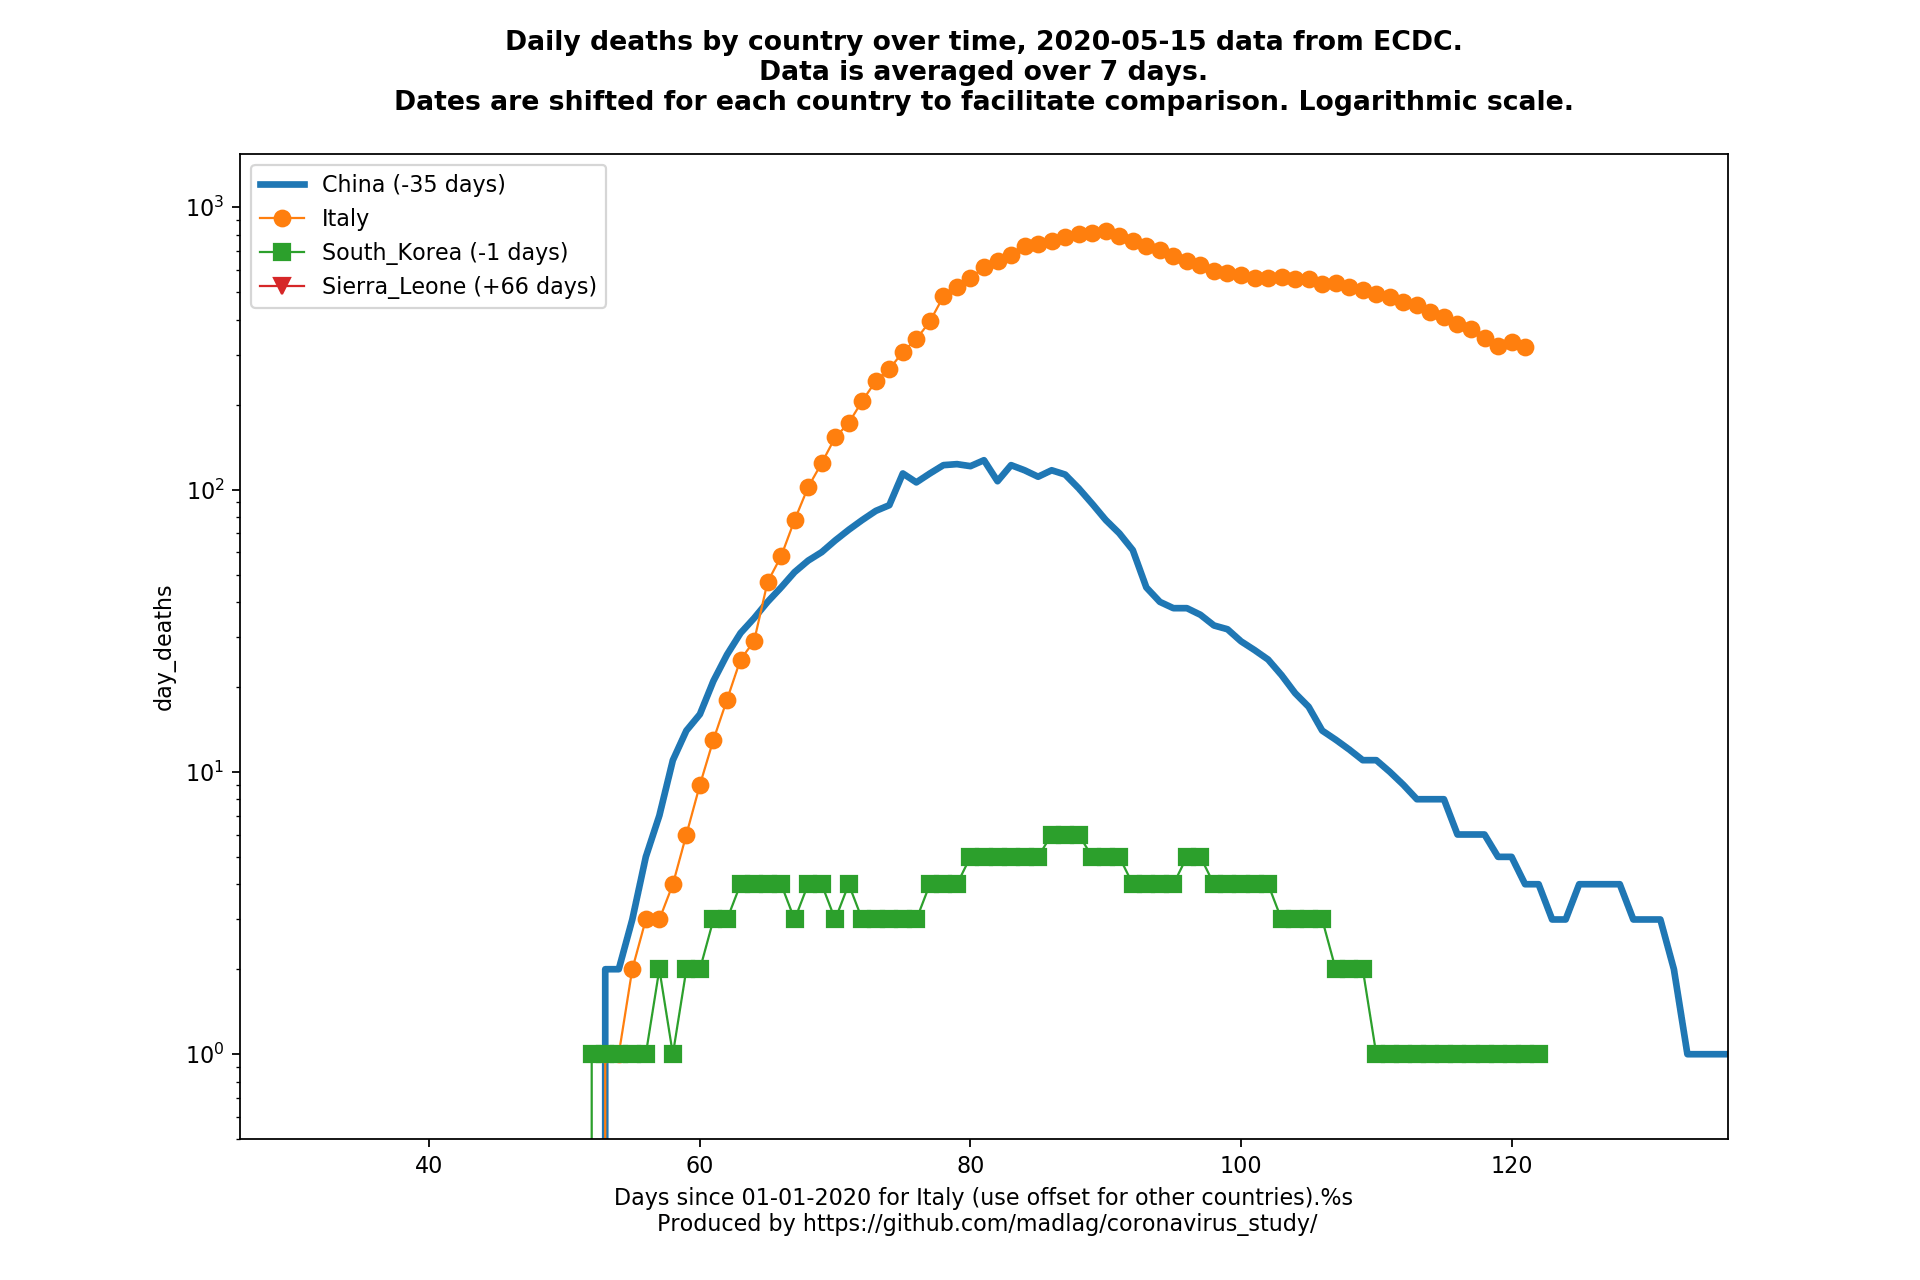 Daily deaths by country over time, 2020-05-15 data from ECDC.
Data is averaged over 7 days.
Dates are shifted for each country to facilitate comparison. Logarithmic scale.
China (-35 days)
Italy
South_Korea (-1 days)
Sierra_Leone (+66 days)
10³
10²
10¹
10⁰
day_deaths
40 60 80 100 120
Days since 01-01-2020 for Italy (use offset for other countries).%s
Produced by https://github.com/madlag/coronavirus_study/